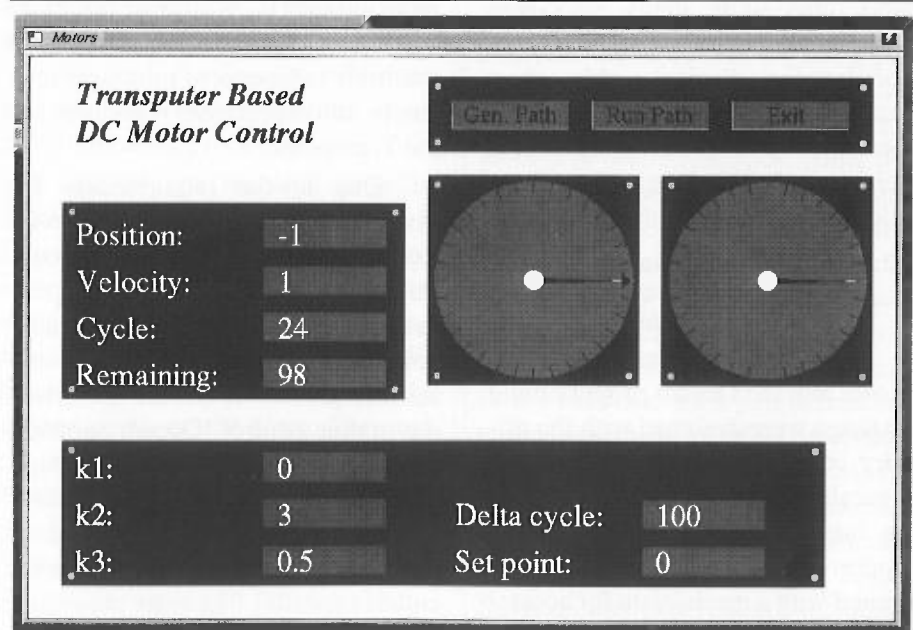 Motors
Transputer Based
DC Motor Control
Gen. Path Run Path Exit
Position: -1
Velocity: 1
Cycle: 24
Remaining: 98
k1: 0
k2: 3
k3: 0.5
Delta cycle: 100
Set point: 0